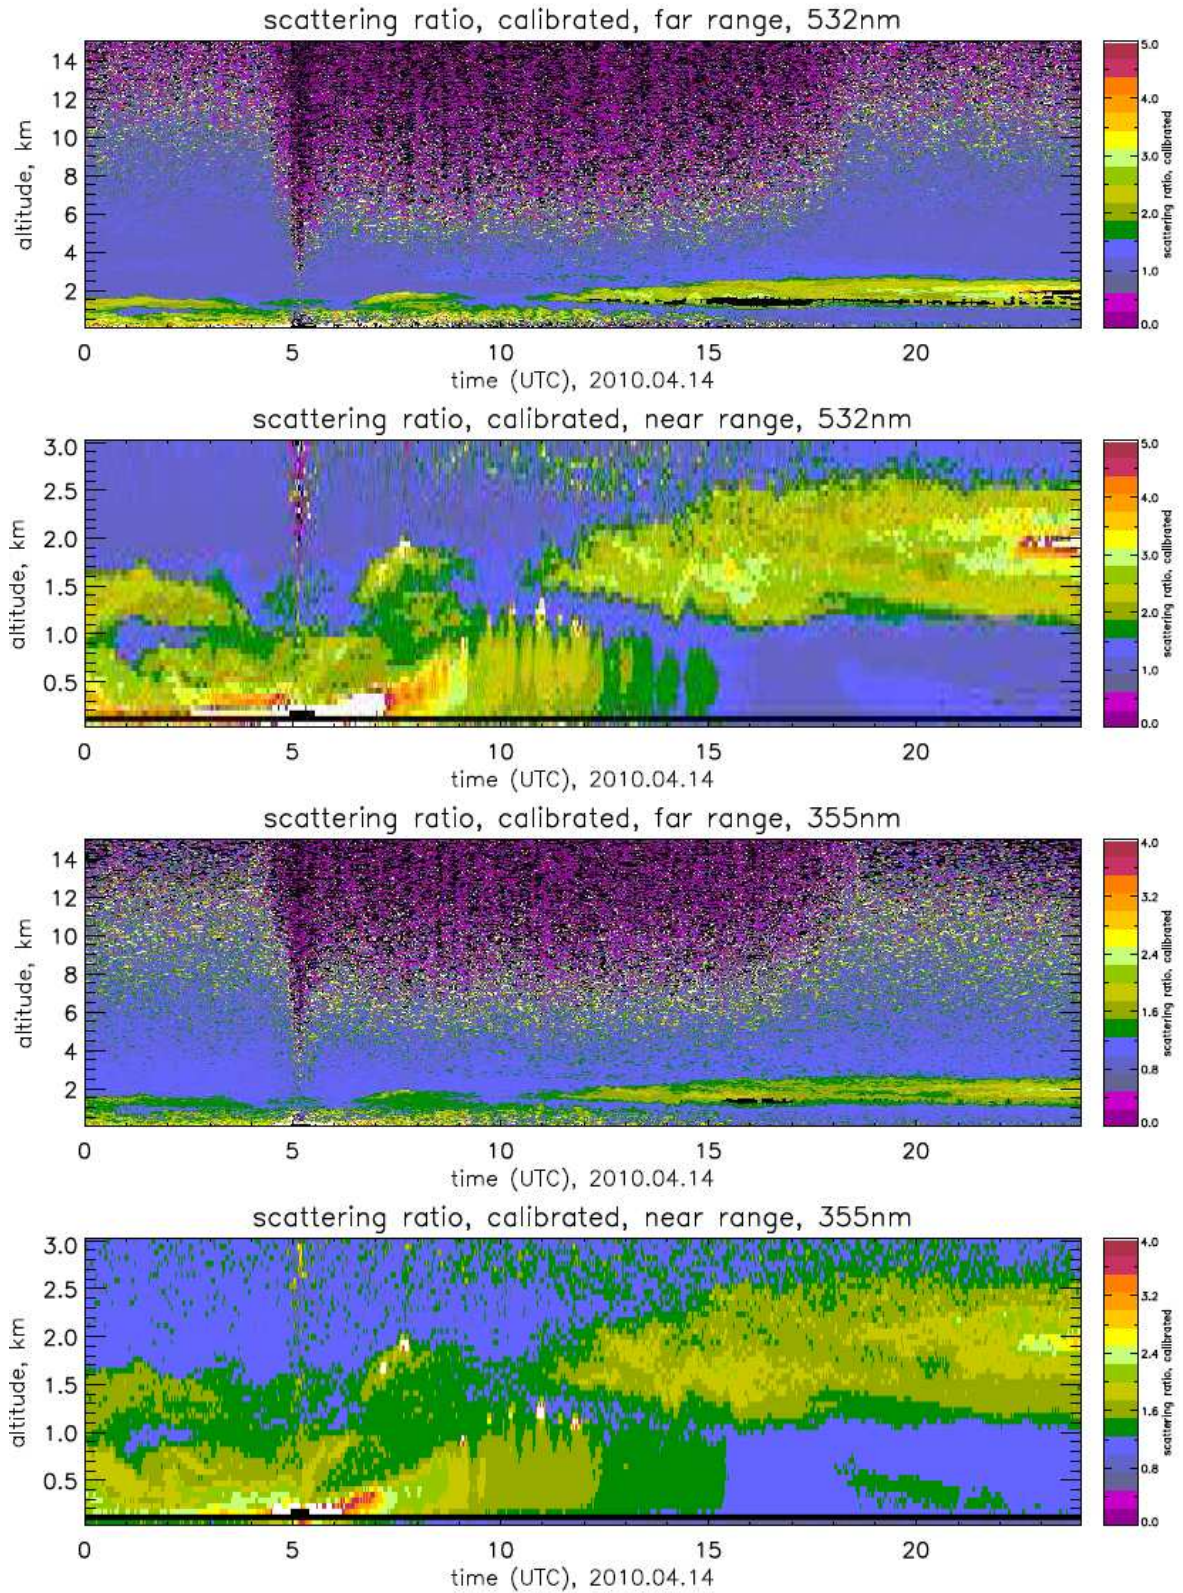 scattering ratio, calibrated, far range, 532nm
14
12
10
8
6
4
2
altitude, km
0 5 10 15 20
time (UTC), 2010.04.14
5.0
4.0
3.0
2.0
1.0
0.0
scattering ratio, calibrated
scattering ratio, calibrated, near range, 532nm
3.0
2.5
2.0
1.5
1.0
0.5
altitude, km
0 5 10 15 20
time (UTC), 2010.04.14
5.0
4.0
3.0
2.0
1.0
0.0
scattering ratio, calibrated
scattering ratio, calibrated, far range, 355nm
14
12
10
8
6
4
2
altitude, km
0 5 10 15 20
time (UTC), 2010.04.14
4.0
3.2
2.4
1.6
0.8
0.0
scattering ratio, calibrated
scattering ratio, calibrated, near range, 355nm
3.0
2.5
2.0
1.5
1.0
0.5
altitude, km
0 5 10 15 20
time (UTC), 2010.04.14
4.0
3.2
2.4
1.6
0.8
0.0
scattering ratio, calibrated